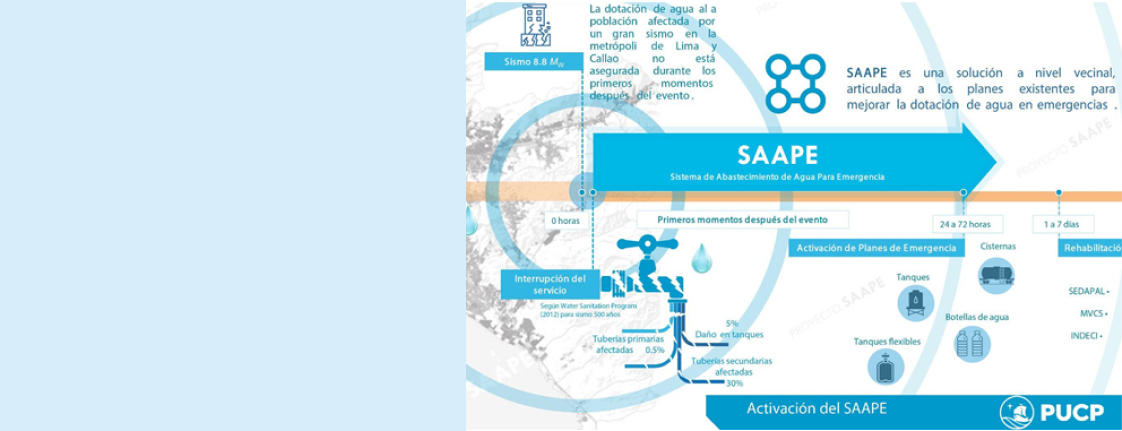 La dotación de agua al a
población afectada por
un gran sismo en la
metrópoli de Lima y
Callao no está
asegurada durante los
primeros momentos
después del evento.
Sismo 8.8 Mw
SAAPE es una solución a nivel vecinal,
articulada a los planes existentes para
mejorar la dotación de agua en emergencias .
SAAPE
Sistema de Abastecimiento de Agua Para Emergencia
0 horas
Primeros momentos después del evento
24 a 72 horas
1 a 7 días
Activación de Planes de Emergencia
Rehabilitació
Cisternas
Tanques
Botellas de agua
Tanques flexibles
SEDAPAL •
MVCS •
INDECI •
Interrupción del
servicio
Según Water Sanitation Program
(2012) para sismo 500 años
Tuberías primarias
afectadas 0.5%
5%
Daño en tanques
Tuberías secundarias
afectadas
30%
PROYECTO SAAPE
PROYECTO SAAPE
Activación del SAAPE
PUCP